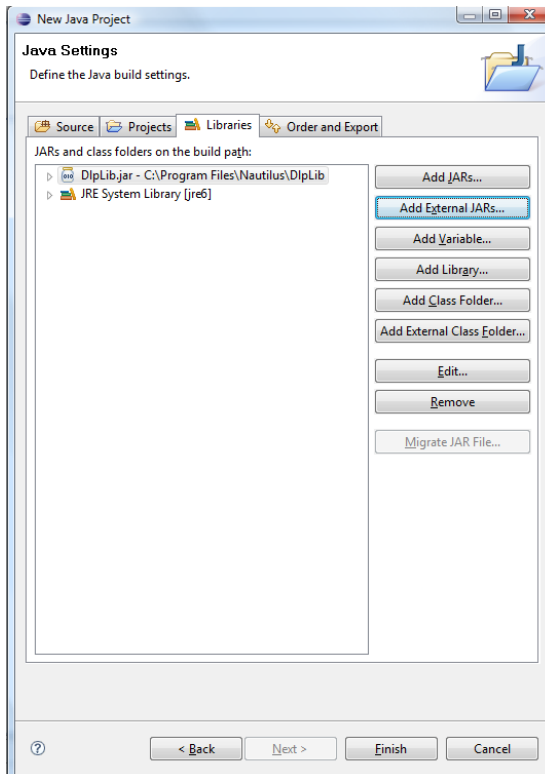 New Java Project
Java Settings
Define the Java build settings.
Source Projects Libraries Order and Export
JARs and class folders on the build path:
DlpLib.jar - C:\Program Files\Nautilus\DlpLib
JRE System Library [jre6]
Add JARs...
Add External JARs...
Add Variable...
Add Library...
Add Class Folder...
Add External Class Folder...
Edit...
Remove
Migrate JAR File...
? < Back Next > Finish Cancel